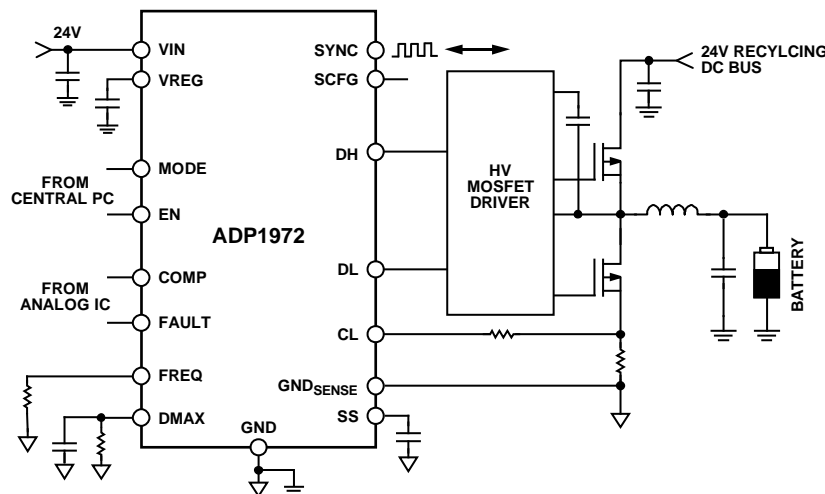 24V
VIN
VREG
MODE
FROM
CENTRAL PC
EN
COMP
FROM
ANALOG IC
FAULT
FREQ
DMAX
ADP1972
GND
SYNC
SCFG
DH
DL
CL
GNDSENSE
SS
HV
MOSFET
DRIVER
24V RECYLCING
DC BUS
BATTERY